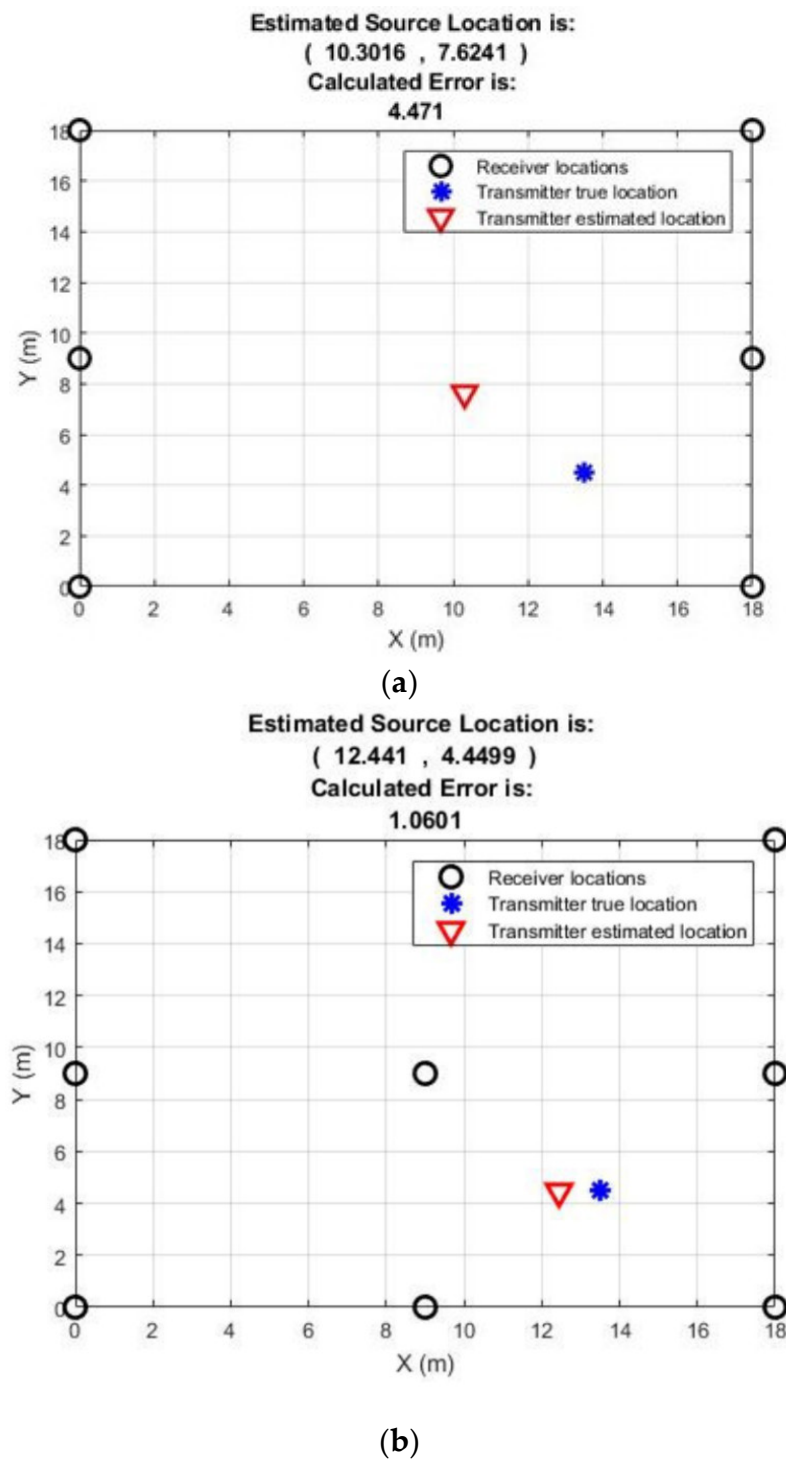 Estimated Source Location is:
( 10.3016 , 7.6241 )
Calculated Error is:
4.471
Receiver locations
Transmitter true location
Transmitter estimated location
18
16
14
12
10
8
6
4
2
0
Y (m)
0 2 4 6 8 10 12 14 16 18
X (m)
(a)
Estimated Source Location is:
( 12.441 , 4.4499 )
Calculated Error is:
1.0601
Receiver locations
Transmitter true location
Transmitter estimated location
18
16
14
12
10
8
6
4
2
0
Y (m)
0 2 4 6 8 10 12 14 16 18
X (m)
(b)